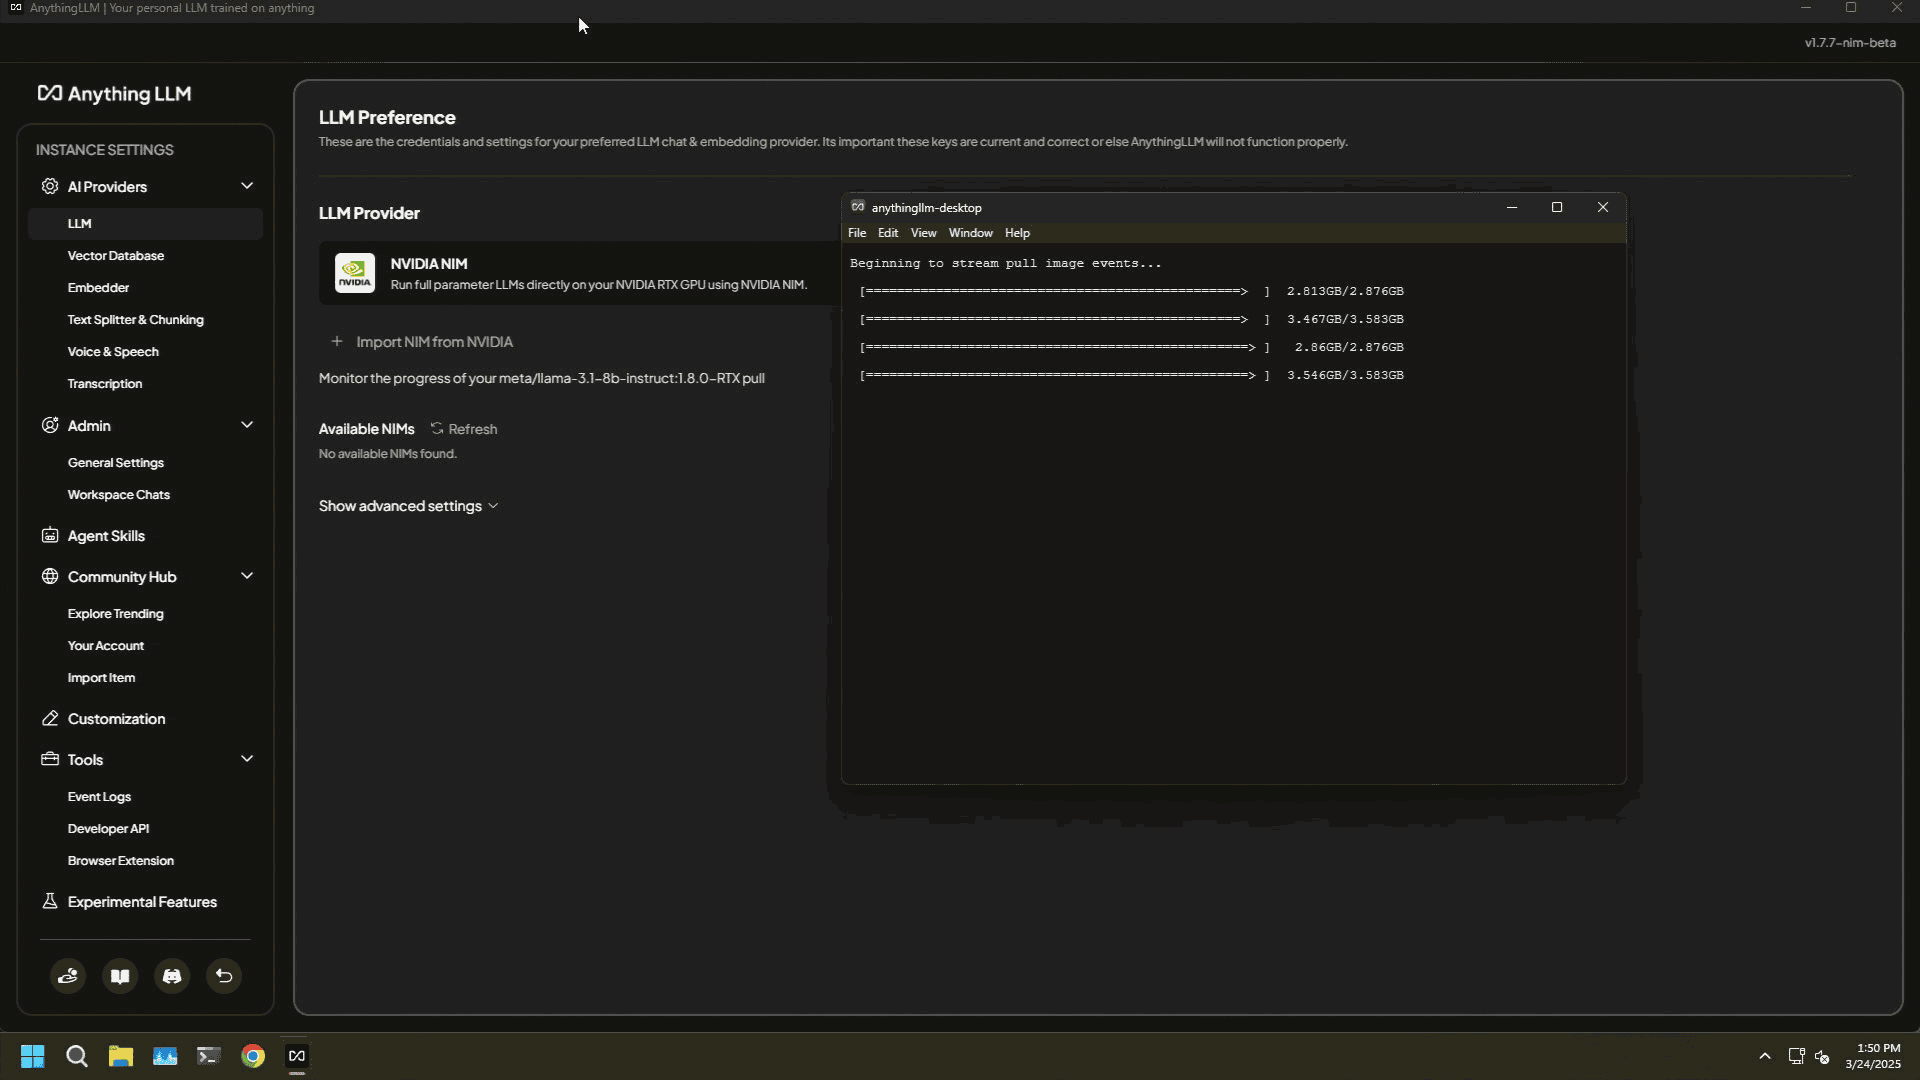 AnythingLLM | Your personal LLM trained on anything
v1.7.7-nim-beta
Anything LLM
INSTANCE SETTINGS
AI Providers
LLM
Vector Database
Embedder
Text Splitter & Chunking
Voice & Speech
Transcription
Admin
General Settings
Workspace Chats
Agent Skills
Community Hub
Explore Trending
Your Account
Import Item
Customization
Tools
Event Logs
Developer API
Browser Extension
Experimental Features
LLM Preference
These are the credentials and settings for your preferred LLM chat & embedding provider. Its important these keys are current and correct or else AnythingLLM will not function properly.
LLM Provider
NVIDIA
NVIDIA NIM
Run full parameter LLMs directly on your NVIDIA RTX GPU using NVIDIA NIM.
Import NIM from NVIDIA
Monitor the progress of your meta/llama-3.1-8b-instruct:1.8.0-RTX pull
Available NIMs Refresh
No available NIMs found.
Show advanced settings
anythingllm-desktop
File Edit View Window Help
Beginning to stream pull image events...
[================================================> ] 2.813GB/2.876GB
[================================================> ] 3.467GB/3.583GB
[=================================================> ] 2.86GB/2.876GB
[=================================================> ] 3.546GB/3.583GB
1:50 PM
3/24/2025